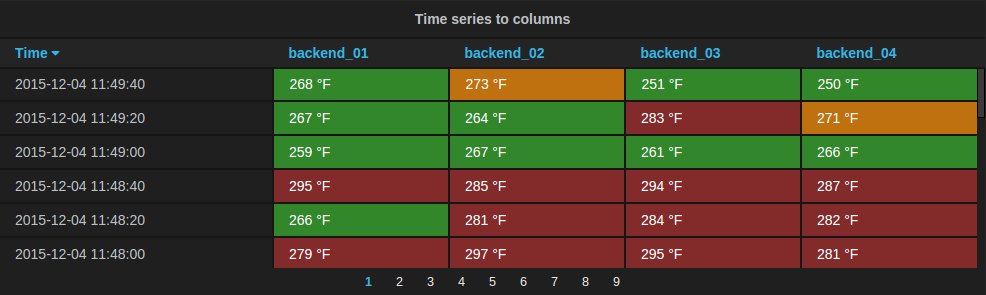 Time series to columns
Time backend_01 backend_02 backend_03 backend_04
2015-12-04 11:49:40 268 °F 273 °F 251 °F 250 °F
2015-12-04 11:49:20 267 °F 264 °F 283 °F 271 °F
2015-12-04 11:49:00 259 °F 267 °F 261 °F 266 °F
2015-12-04 11:48:40 295 °F 285 °F 294 °F 287 °F
2015-12-04 11:48:20 266 °F 281 °F 284 °F 282 °F
2015-12-04 11:48:00 279 °F 297 °F 295 °F 281 °F
1 2 3 4 5 6 7 8 9